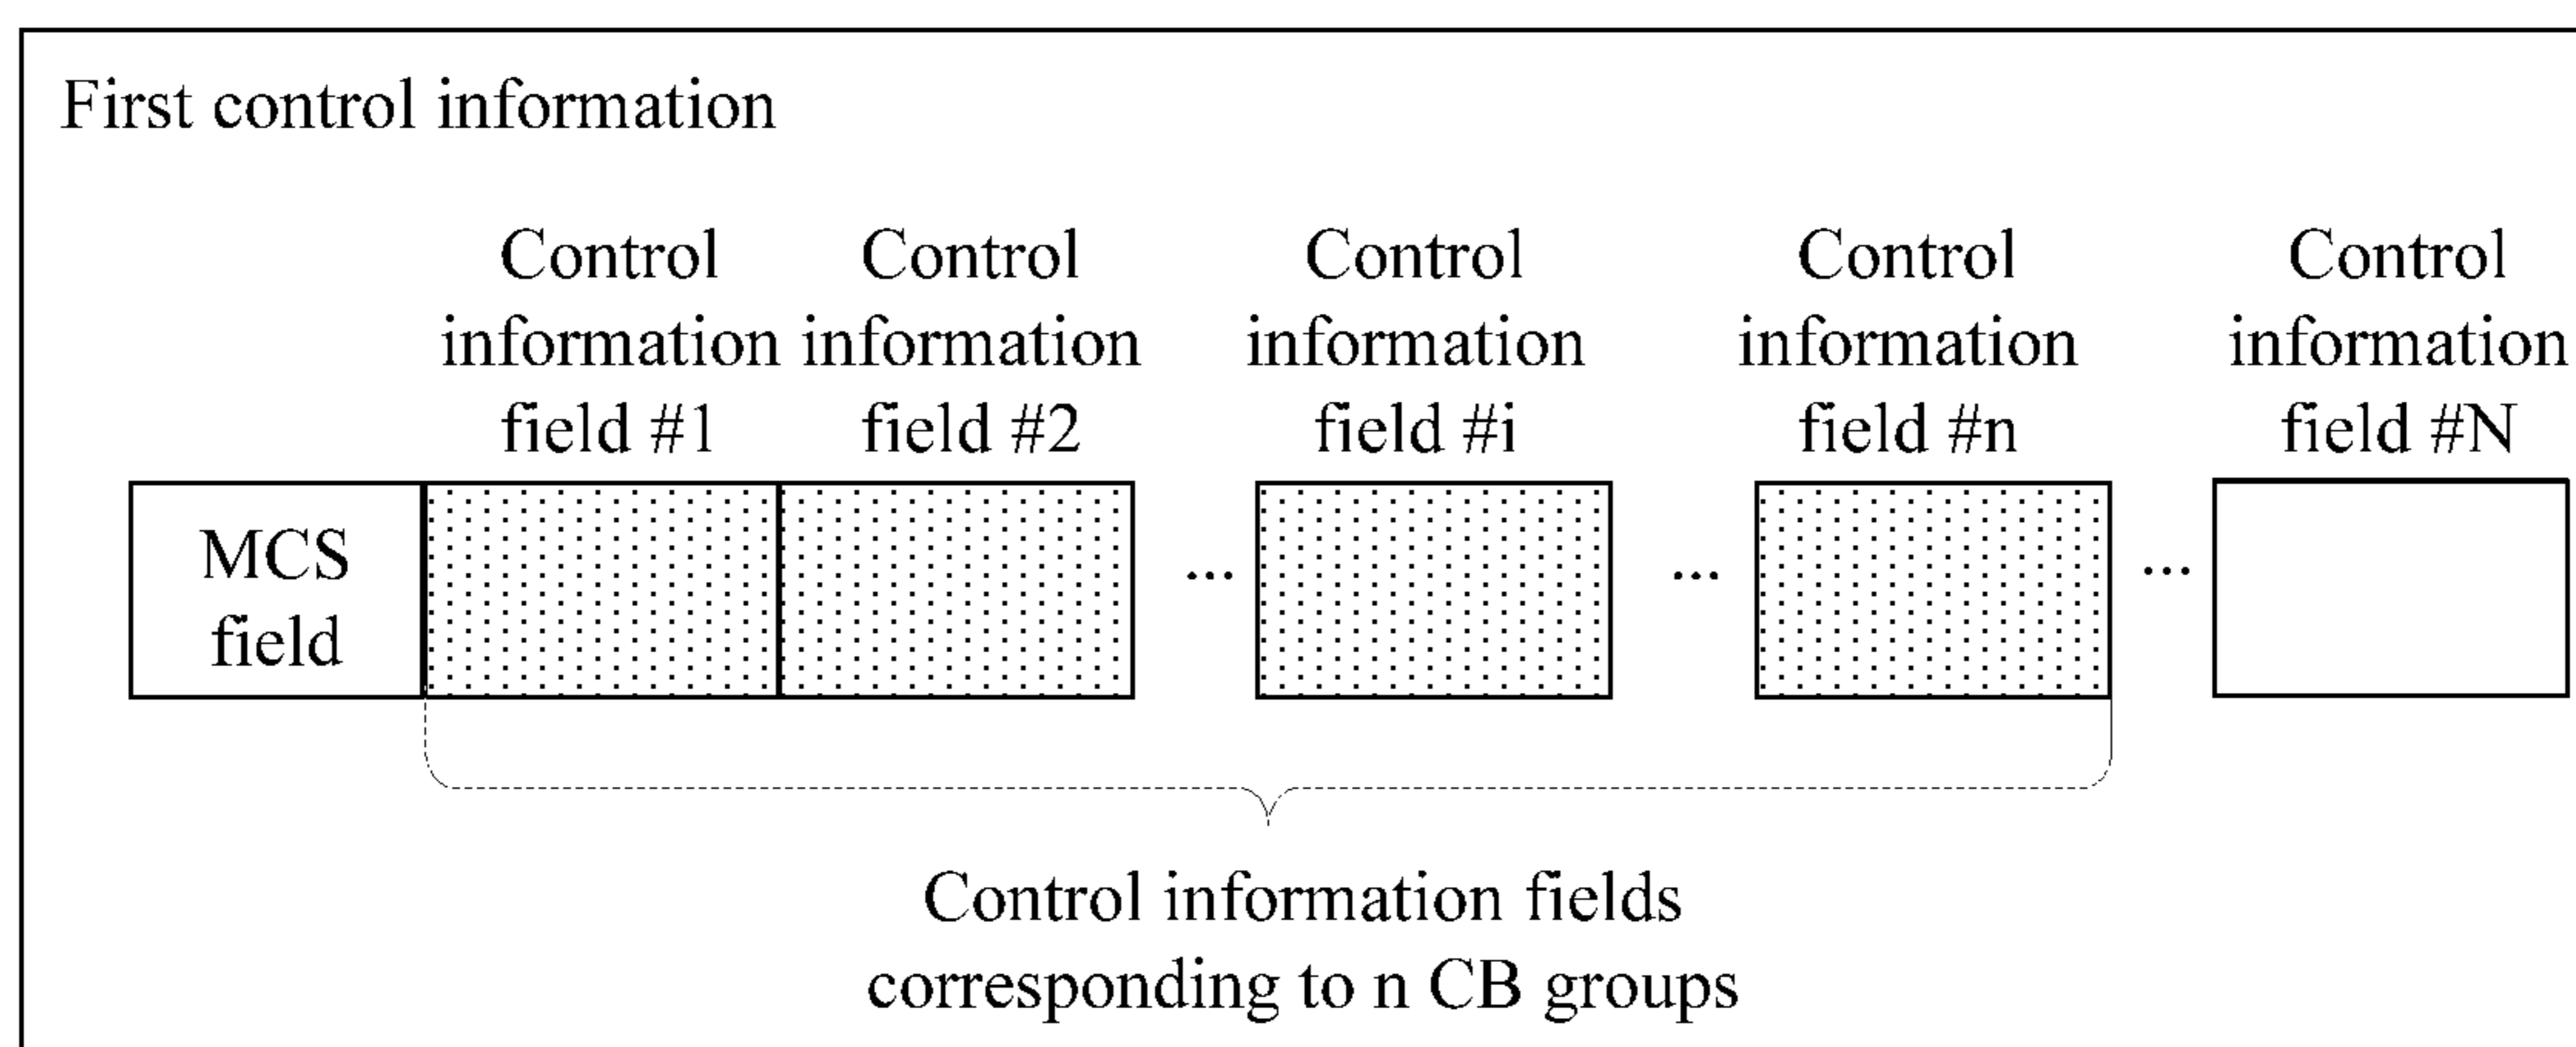 First control information
Control information field #1
Control information field #2
Control information field #i
Control information field #n
Control information field #N
MCS
field
...
...
...
Control information fields
corresponding to n CB groups